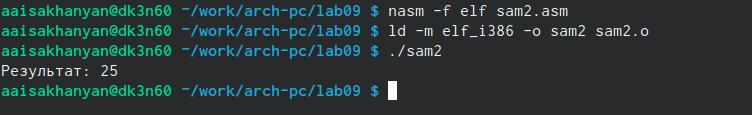 aaisakhanyan@dk3n60 ~/work/arch-pc/lab09 $ nasm -f elf sam2.asm
aaisakhanyan@dk3n60 ~/work/arch-pc/lab09 $ ld -m elf_i386 -o sam2 sam2.o
aaisakhanyan@dk3n60 ~/work/arch-pc/lab09 $ ./sam2
Результат: 25
aaisakhanyan@dk3n60 ~/work/arch-pc/lab09 $